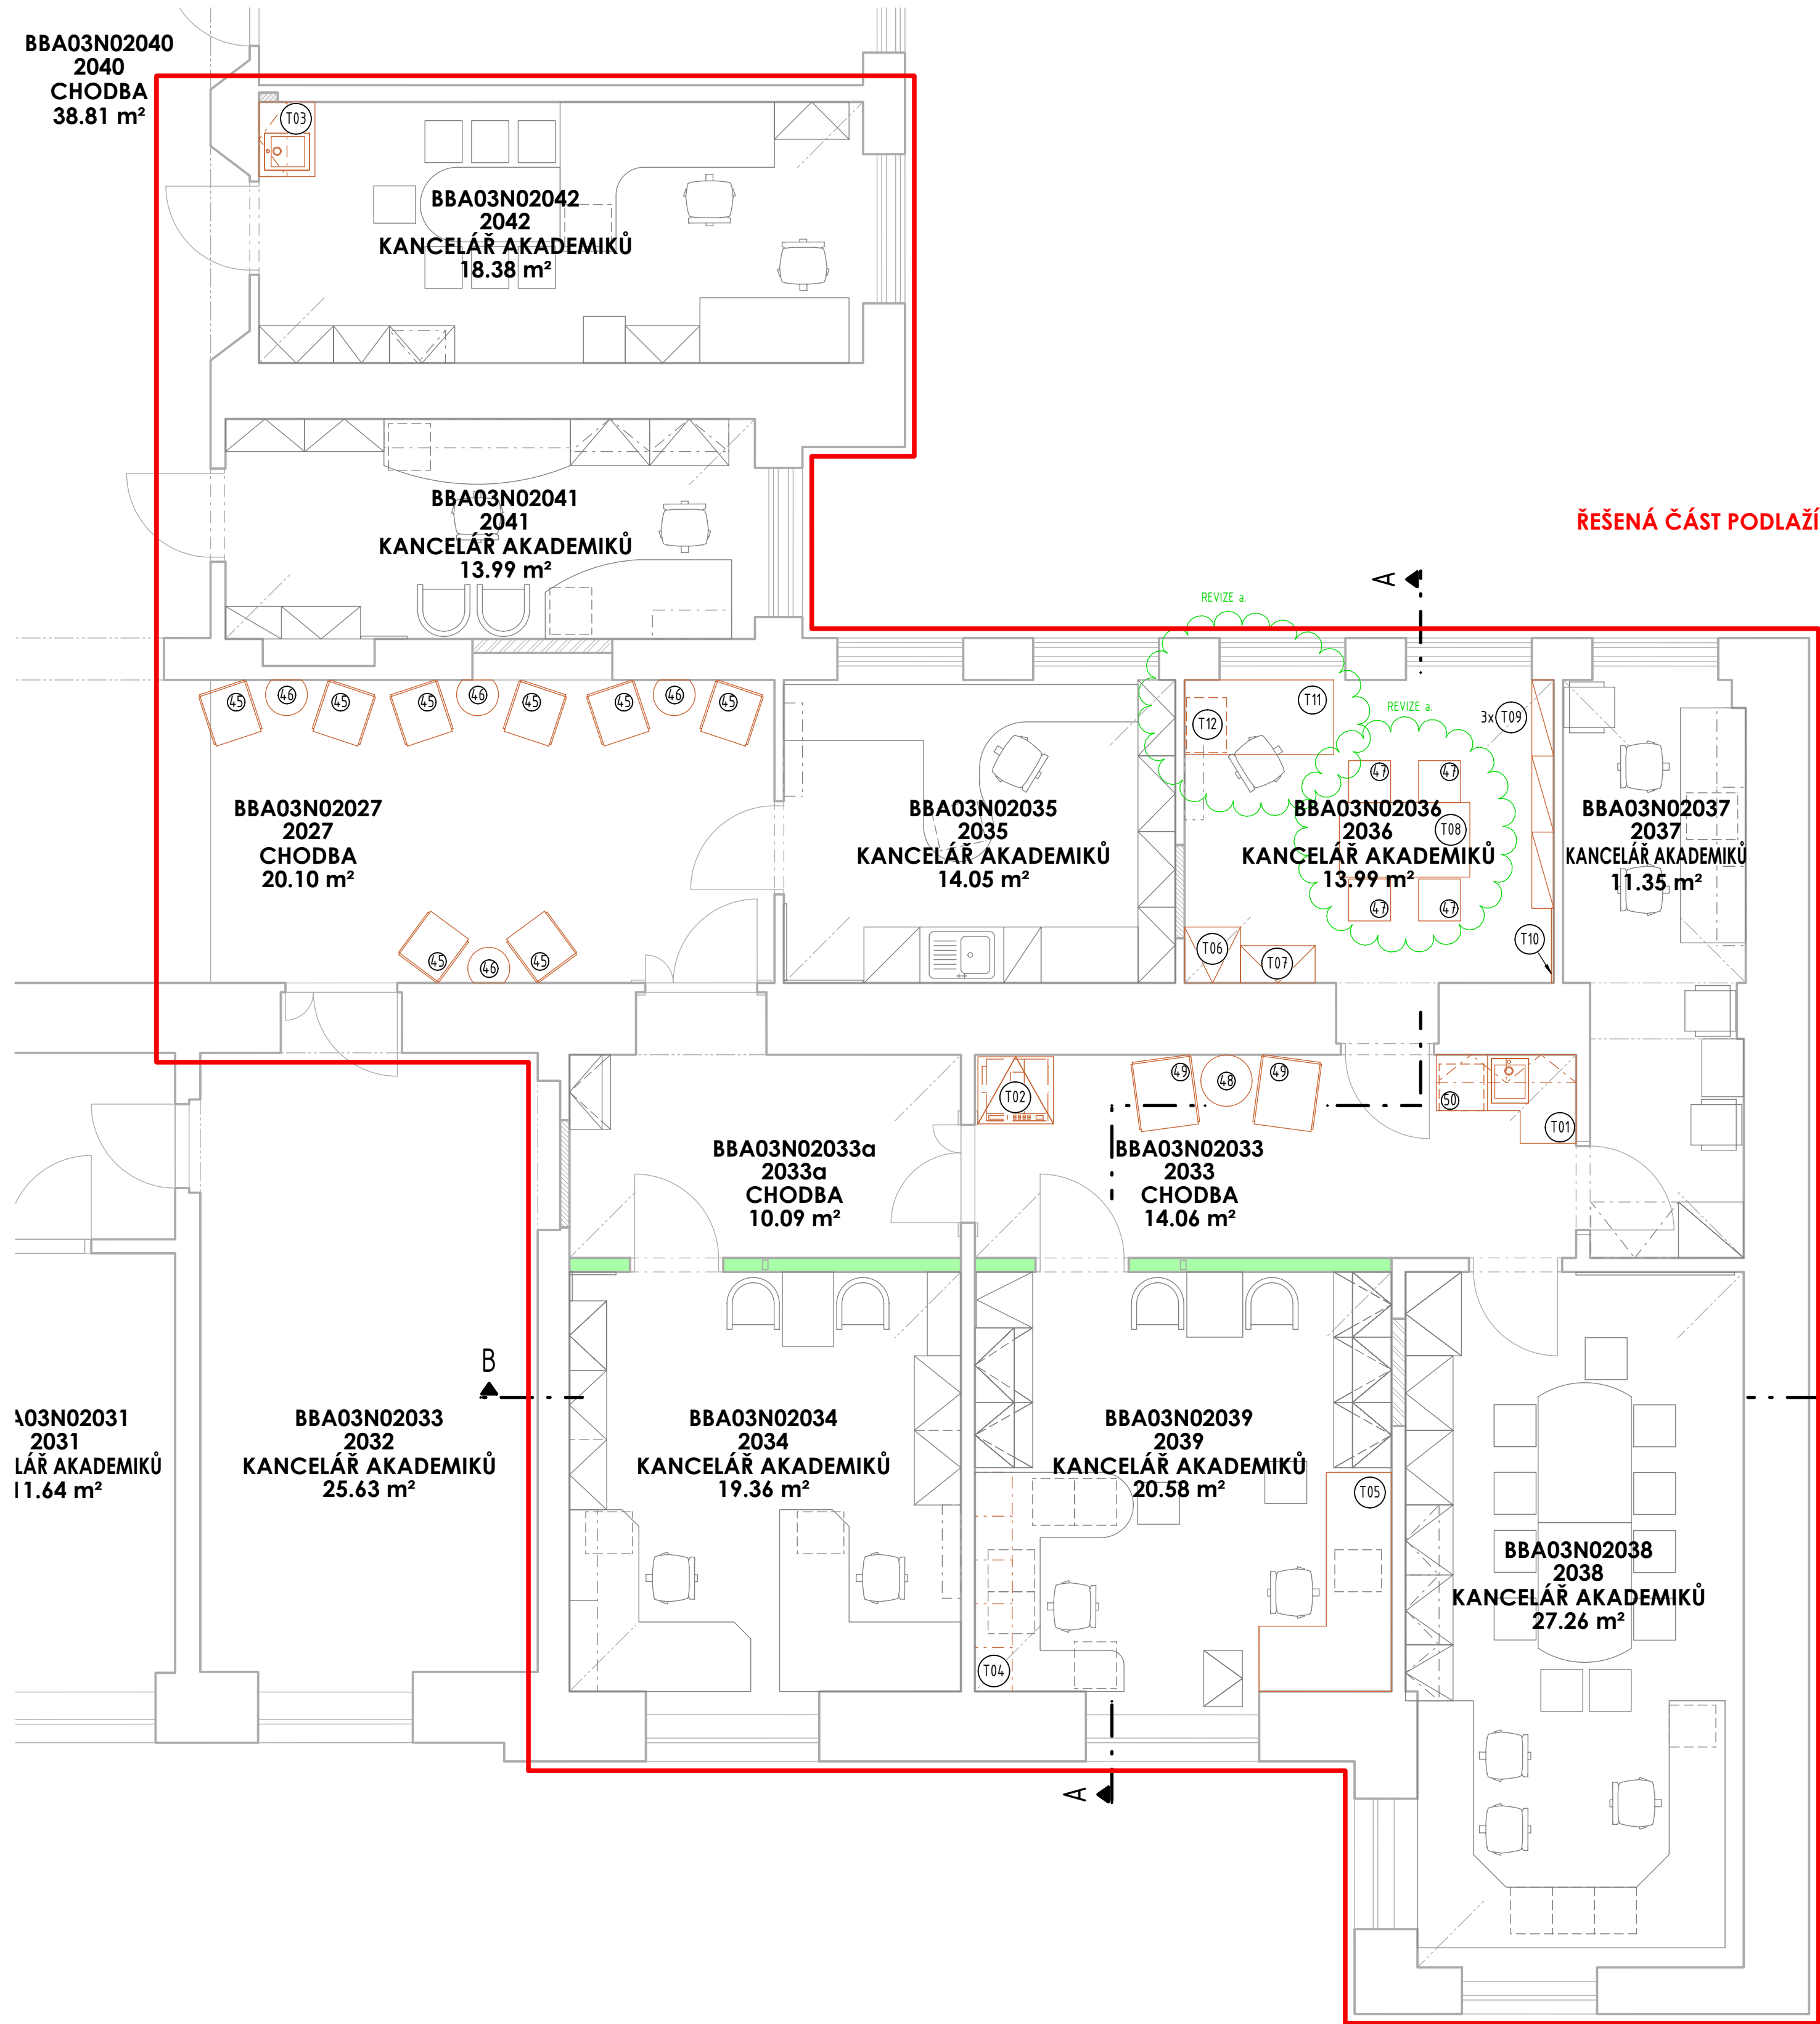 BBA03N02040
2040
CHODBA
38.81 m²
T03
BBA03N02042
2042
KANCELÁŘ AKADEMIKŮ
18.38 m²
BBA03N02041
2041
KANCELÁŘ AKADEMIKŮ
13.99 m²
ŘEŠENÁ ČÁST PODLAŽÍ
A
REVIZE a.
45 46 45 45 46 45 45 46 45
T12
T11
REVIZE a.
3x T09
47 47
BBA03N02027
2027
CHODBA
20.10 m²
BBA03N02035
2035
KANCELÁŘ AKADEMIKŮ
14.05 m²
BBA03N02036
2036
KANCELÁŘ AKADEMIKŮ
13.99 m²
T08
BBA03N02037
2037
KANCELÁŘ AKADEMIKŮ
11.35 m²
47 47
45 46 45
T06
T07
T10
T02
49 48 49
50
T01
BBA03N02033a
2033a
CHODBA
10.09 m²
BBA03N02033
2033
CHODBA
14.06 m²
B
A03N02031
2031
LÁŘ AKADEMIKŮ
11.64 m²
BBA03N02033
2032
KANCELÁŘ AKADEMIKŮ
25.63 m²
BBA03N02034
2034
KANCELÁŘ AKADEMIKŮ
19.36 m²
BBA03N02039
2039
KANCELÁŘ AKADEMIKŮ
20.58 m²
T05
BBA03N02038
2038
KANCELÁŘ AKADEMIKŮ
27.26 m²
T04
A